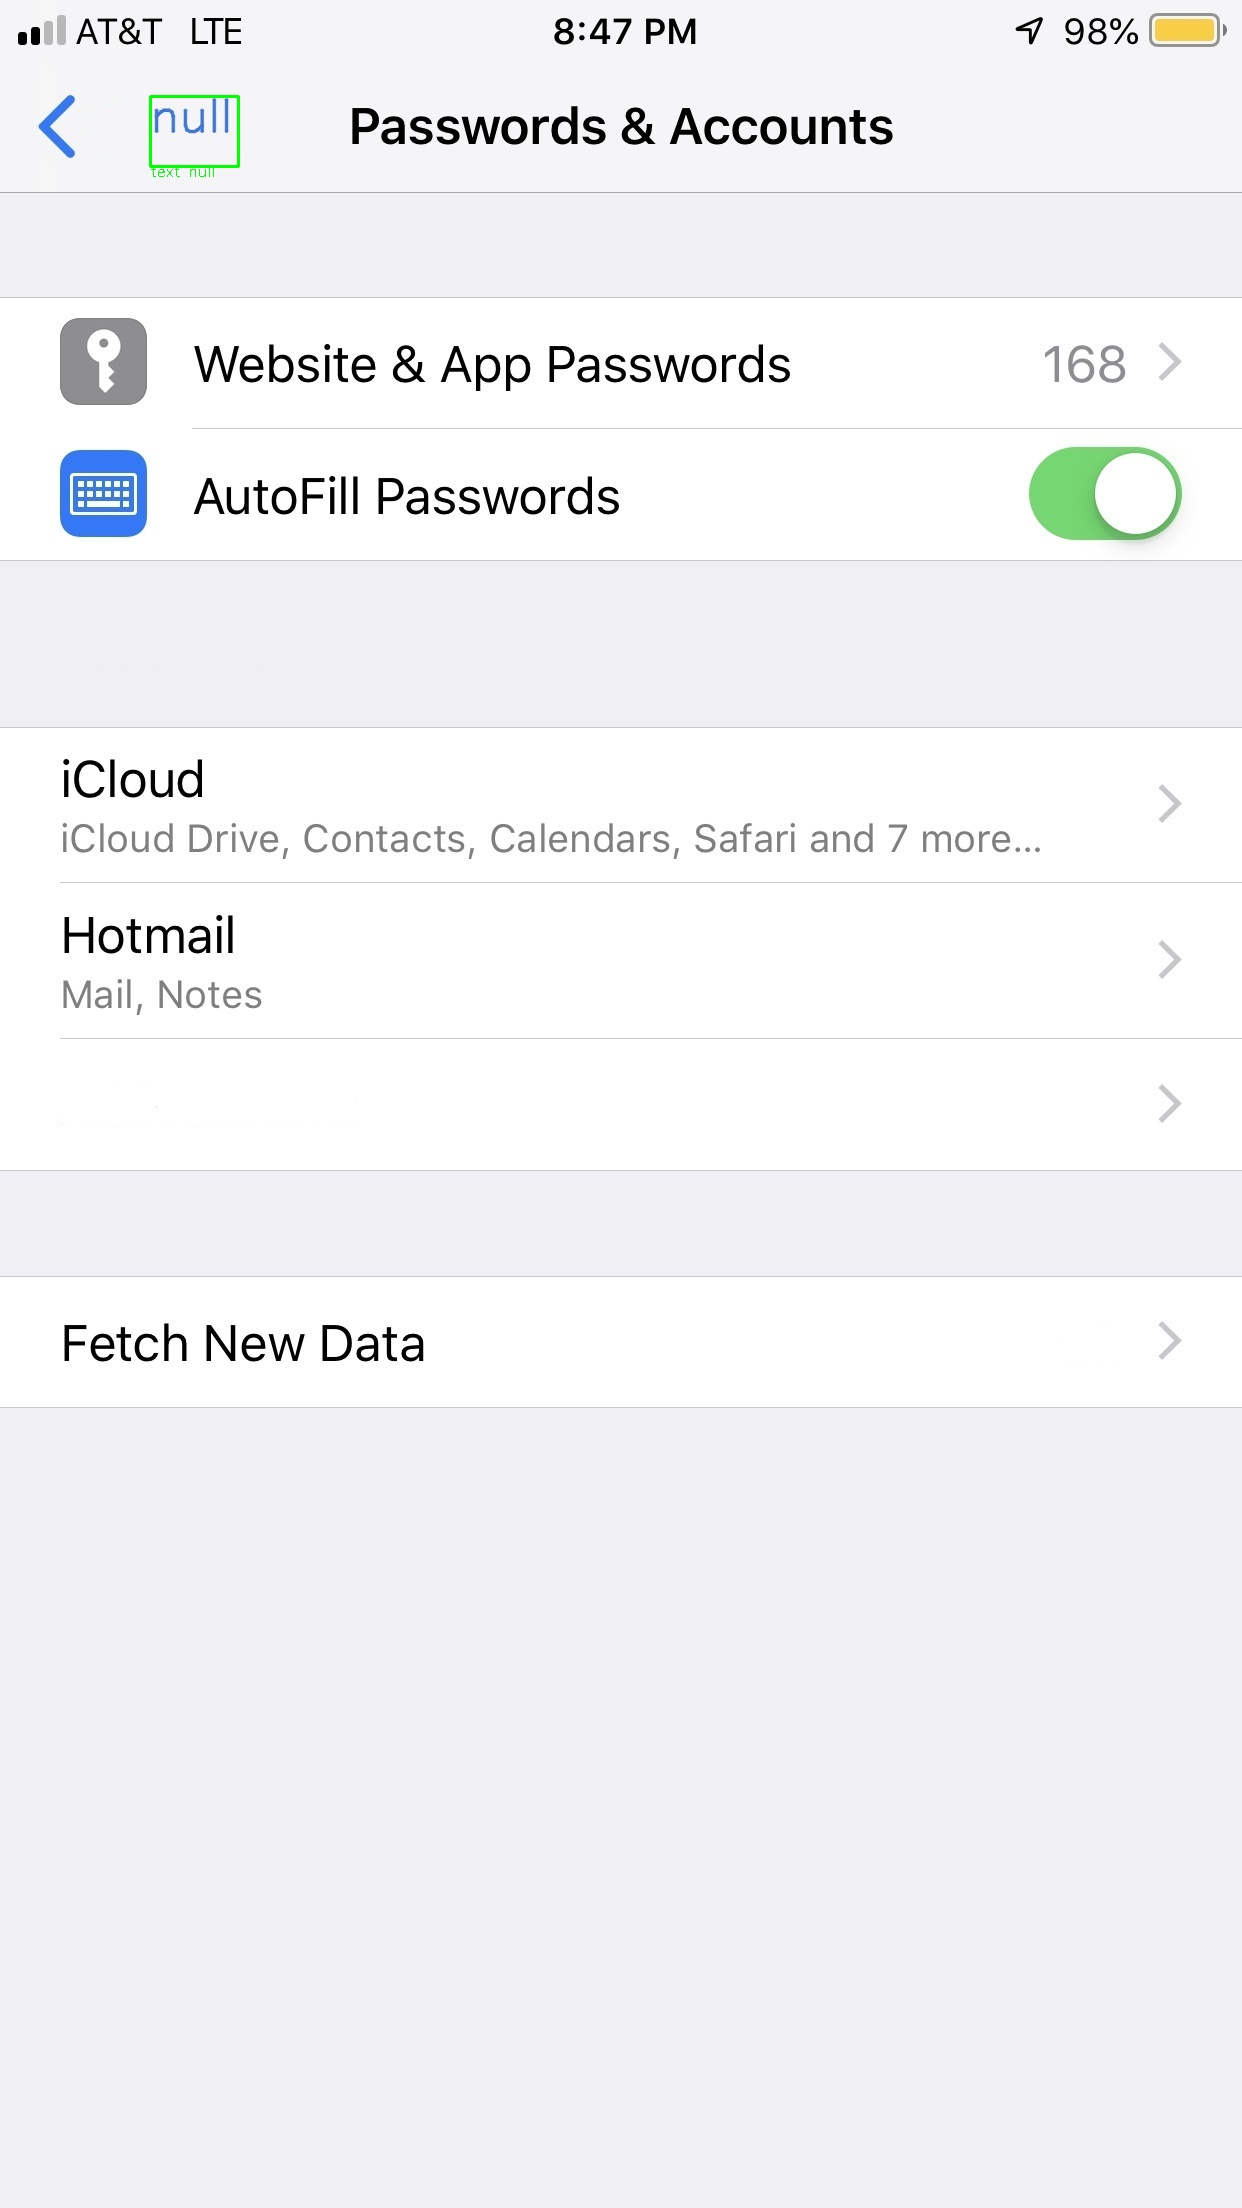 AT&T LTE 8:47 PM 98%
null Passwords & Accounts
text null
Website & App Passwords 168
AutoFill Passwords
iCloud
iCloud Drive, Contacts, Calendars, Safari and 7 more...
Hotmail
Mail, Notes
Fetch New Data